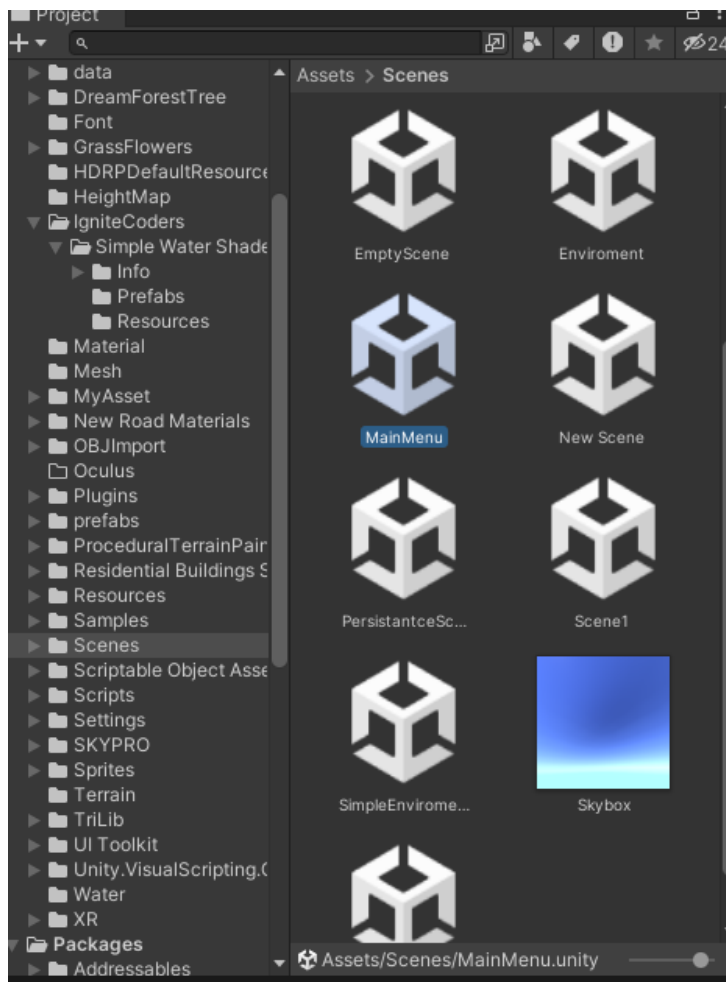 Project
24
data
DreamForestTree
Font
GrassFlowers
HDRPDefaultResource
HeightMap
IgniteCoders
Simple Water Shade
Info
Prefabs
Resources
Material
Mesh
MyAsset
New Road Materials
OBJImport
Oculus
Plugins
prefabs
ProceduralTerrainPain
Residential Buildings S
Resources
Samples
Scenes
Scriptable Object Asse
Scripts
Settings
SKYPRO
Sprites
Terrain
TriLib
UI Toolkit
Unity.VisualScripting.G
Water
XR
Packages
Addressables
Assets > Scenes
EmptyScene
Enviroment
MainMenu
New Scene
PersistantceSc...
Scene1
SimpleEnvirome...
Skybox
Assets/Scenes/MainMenu.unity